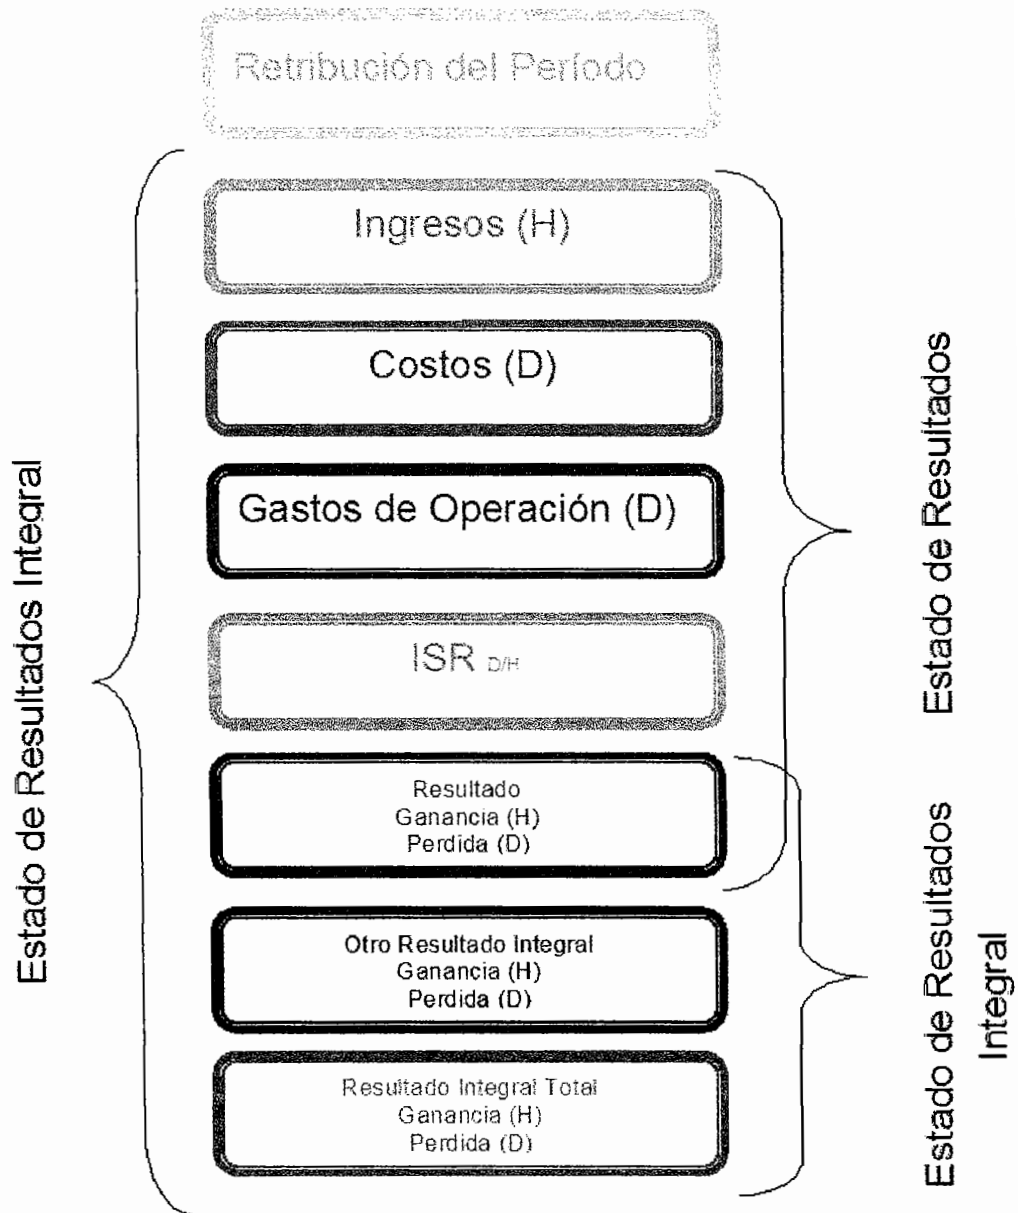 Retribución del Período
Ingresos (H)
Costos (D)
Gastos de Operación (D)
ISR D/H
Resultado
Ganancia (H)
Perdida (D)
Otro Resultado Integral
Ganancia (H)
Perdida (D)
Resultado Integral Total
Ganancia (H)
Perdida (D)
Estado de Resultados Integral
Estado de Resultados
Estado de Resultados
Integral